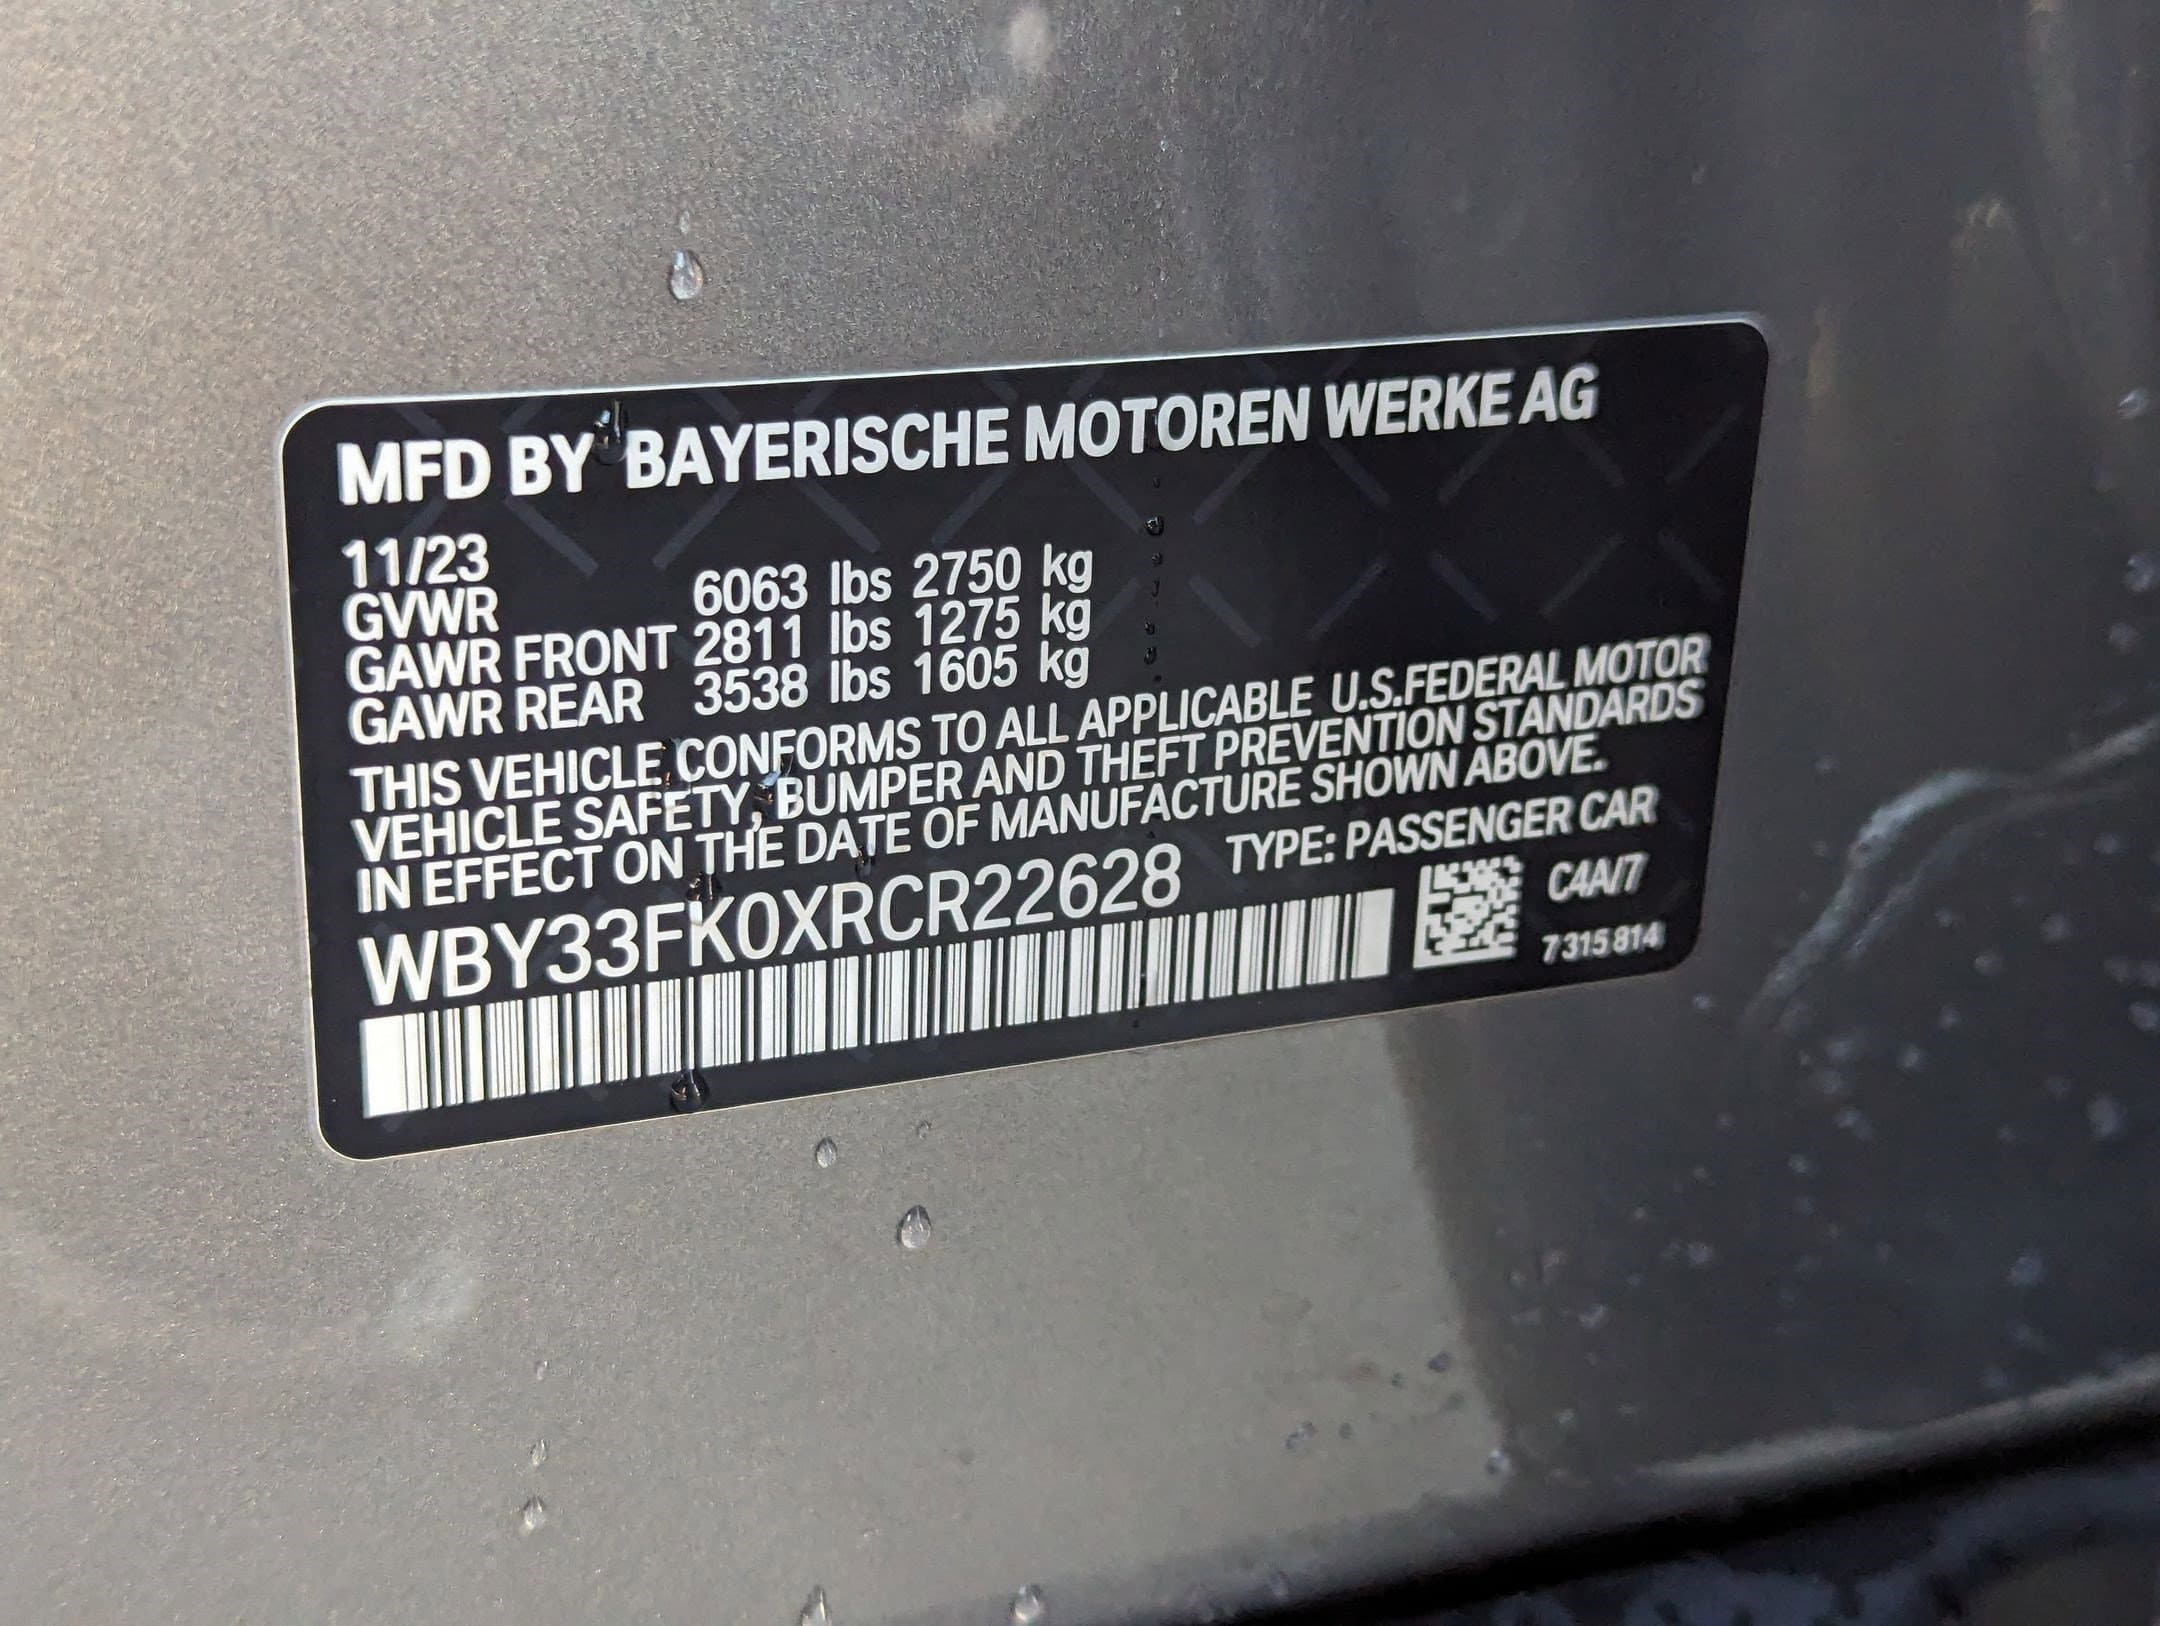 MFD BY BAYERISCHE MOTOREN WERKE AG
11/23
GVWR 6063 lbs 2750 kg
GAWR FRONT 2811 lbs 1275 kg
GAWR REAR 3538 lbs 1605 kg
THIS VEHICLE CONFORMS TO ALL APPLICABLE U.S.FEDERAL MOTOR
VEHICLE SAFETY, BUMPER AND THEFT PREVENTION STANDARDS
IN EFFECT ON THE DATE OF MANUFACTURE SHOWN ABOVE.
WBY33FK0XRCR22628 TYPE: PASSENGER CAR
C4A/7
7 315 814